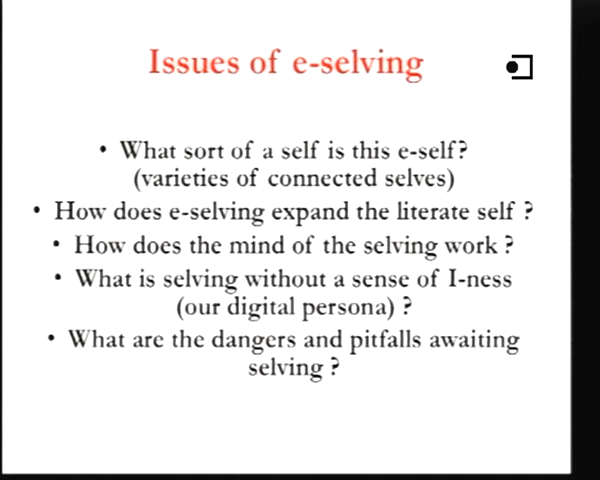 Issues of e-selving
• What sort of a self is this e-self?
(varieties of connected selves)
• How does e-selving expand the literate self ?
• How does the mind of the selving work ?
• What is selving without a sense of I-ness
(our digital persona) ?
• What are the dangers and pitfalls awaiting
selving ?